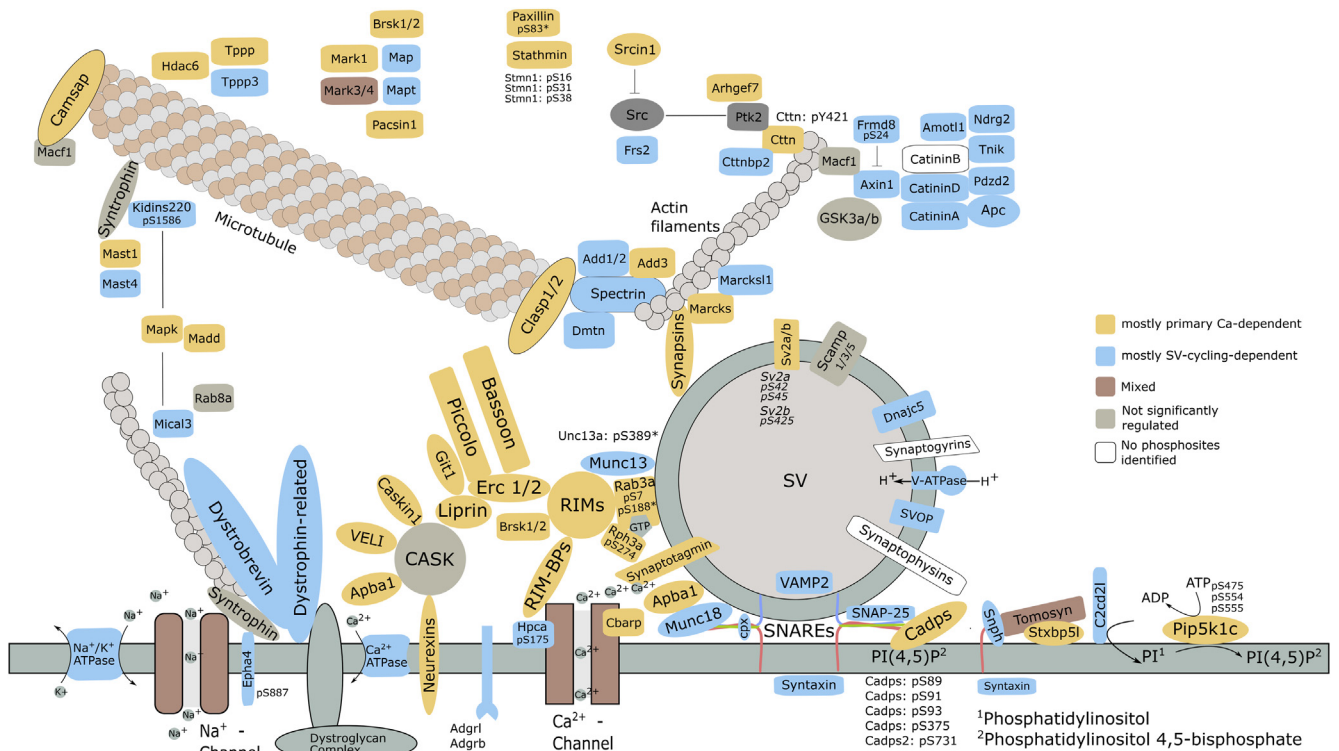 Brsk1/2
Paxillin
pS83*
Srcin1
Tppp
Hdac6
Tppp3
Mark1
Map
Mark3/4
Mapt
Pacsin1
Stathmin
Stmn1: pS16
Stmn1: pS31
Stmn1: pS38
Camsap
Macf1
Arhgef7
Src
Ptk2
Cttn: pY421
Cttn
Frs2
Cttnbp2
Macf1
Frmd8
pS24
Axin1
GSK3a/b
Amotl1
Ndrg2
CatininB
Tnik
CatininD
Pdzd2
CatininA
Apc
Syntrophin
Kidins220
pS1586
Microtubule
Actin
filaments
Mast1
Mast4
Clasp1/2
Add1/2
Add3
Spectrin
Dmtn
Marcksl1
Marcks
Synapsins
Mapk
Madd
Rab8a
Mical3
mostly primary Ca-dependent
mostly SV-cycling-dependent
Mixed
Not significantly
regulated
No phosphosites
identified
Sv2a/b
Scamp
1/3/5
Sv2a
pS42
pS45
Sv2b
pS425
Dnajc5
Synaptogyrins
H+
V-ATPase
H+
SV
SVOP
Synaptophysins
VAMP2
Piccolo
Bassoon
Git1
Erc 1/2
Liprin
Caskin1
VELI
CASK
Apba1
Brsk1/2
RIMs
Unc13a: pS389*
Munc13
Rab3a
pS7
pS188*
GTP
Rph3a
pS274
RIM-BPs
Synaptotagmin
Dystrobrevin
Dystrophin-related
Syntrophin
Neurexins
Apba1
Munc18
cpx
SNAREs
SNAP-25
Cadps
PI(4,5)P2
Syntaxin
Cadps: pS89
Cadps: pS91
Cadps: pS93
Cadps: pS375
Cadps2: pS731
Snph
Tomosyn
Stxbp5l
Syntaxin
C2cd2l
ADP
ATP
pS475
pS554
pS555
Pip5k1c
PI1
PI(4,5)P2
1Phosphatidylinositol
2Phosphatidylinositol 4,5-bisphosphate
Na+
Na+
Na+
Na+/K+
ATPase
K+
Na+
Na+
Na+
Na+ -
Channel
Epha4
pS887
Dystroglycan
Complex
Ca2+
Ca2+
ATPase
Adgrl
Adgrb
Hpca
pS175
Ca2+
Ca2+
Ca2+
Ca2+
Ca2+
Cbarp
Ca2+ -
Channel